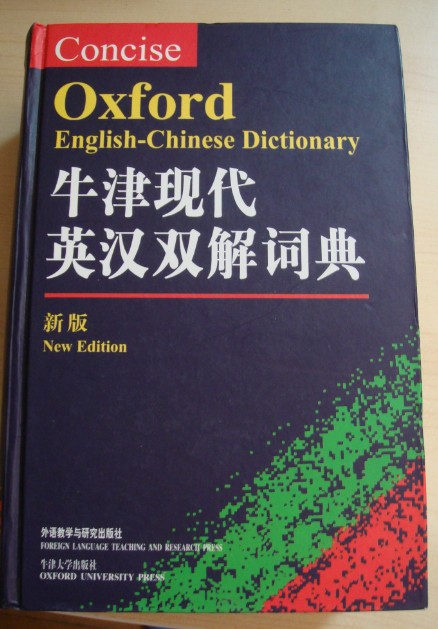 Concise
Oxford
English-Chinese Dictionary
牛津现代
英汉双解词典
新版
New Edition
外语教学与研究出版社
FOREIGN LANGUAGE TEACHING AND RESEARCH PRESS
牛津大学出版社
OXFORD UNIVERSITY PRESS